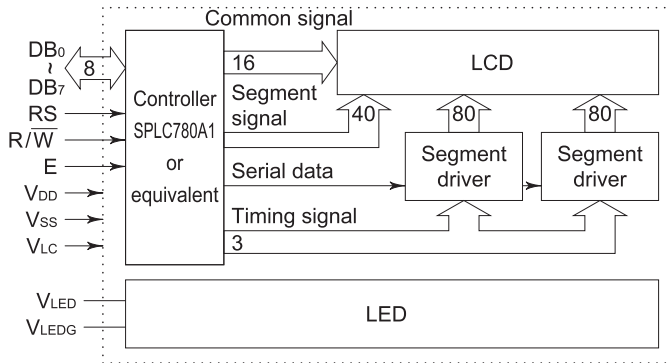 Common signal
DB₀
~
DB₇
8
16
LCD
Controller
SPLC780A1
or
equivalent
Segment
signal
40
80
80
RS
R/W̅
E
Segment
driver
Segment
driver
Serial data
VDD
VSS
VLC
Timing signal
3
VLED
VLEDG
LED